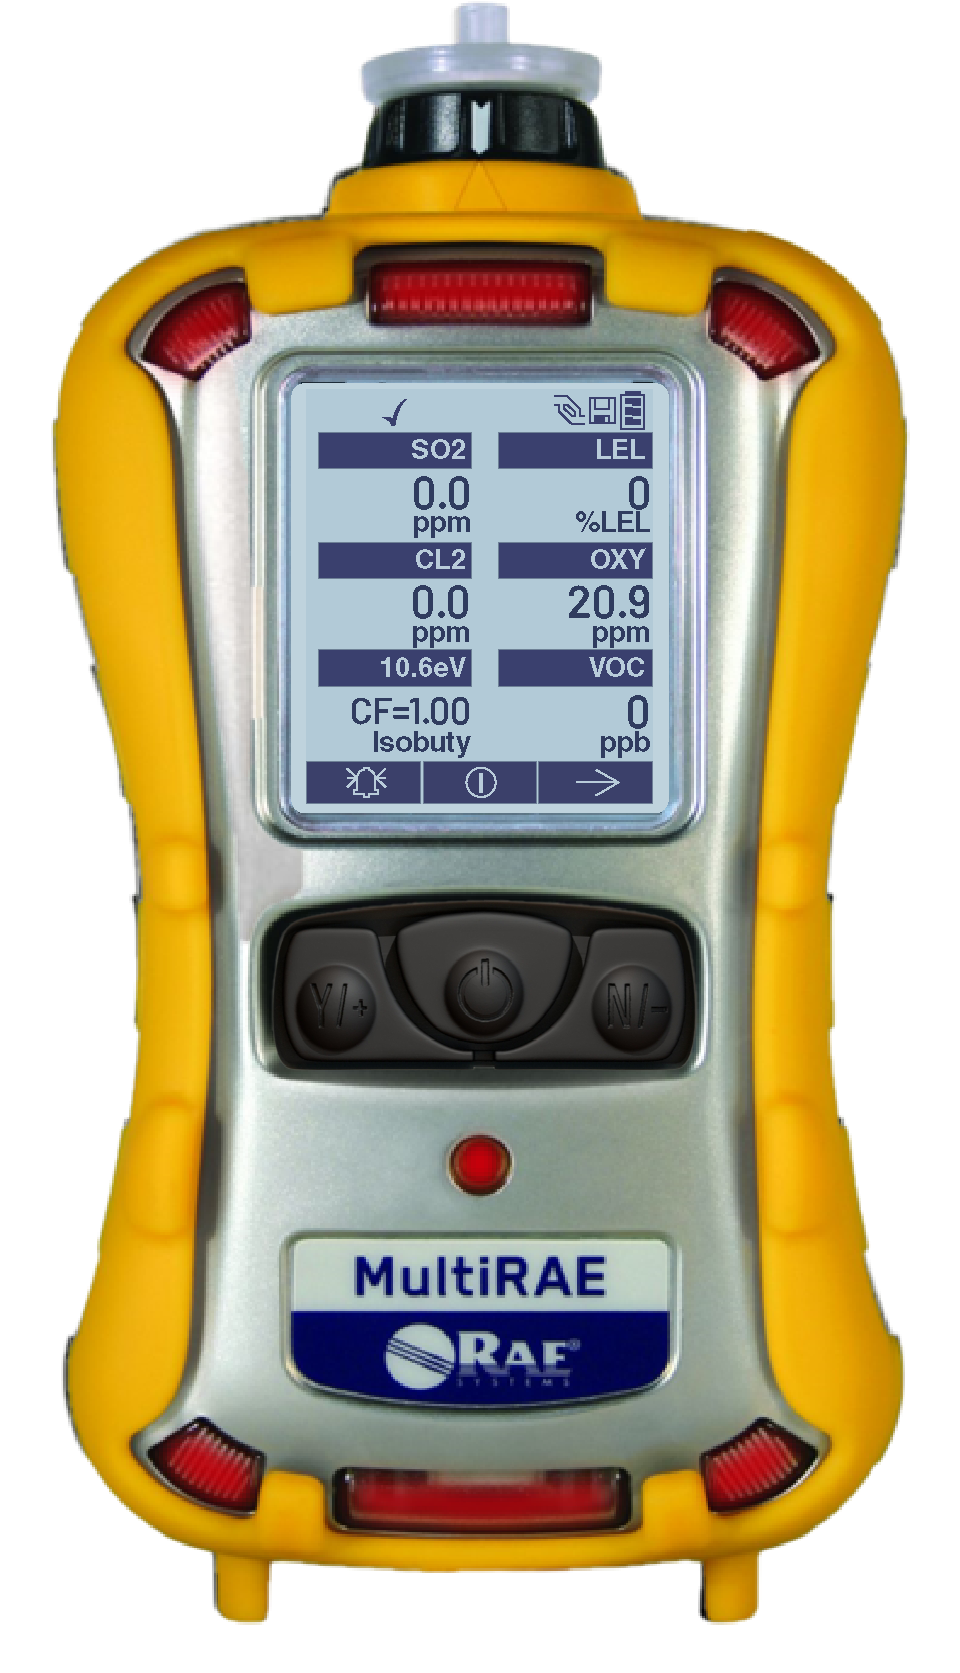 SO2 LEL
0.0 0
ppm %LEL
CL2 OXY
0.0 20.9
ppm ppm
10.6eV VOC
CF=1.00 0
Isobuty ppb
Y/+ N/-
MultiRAE
RAE®
SYSTEMS